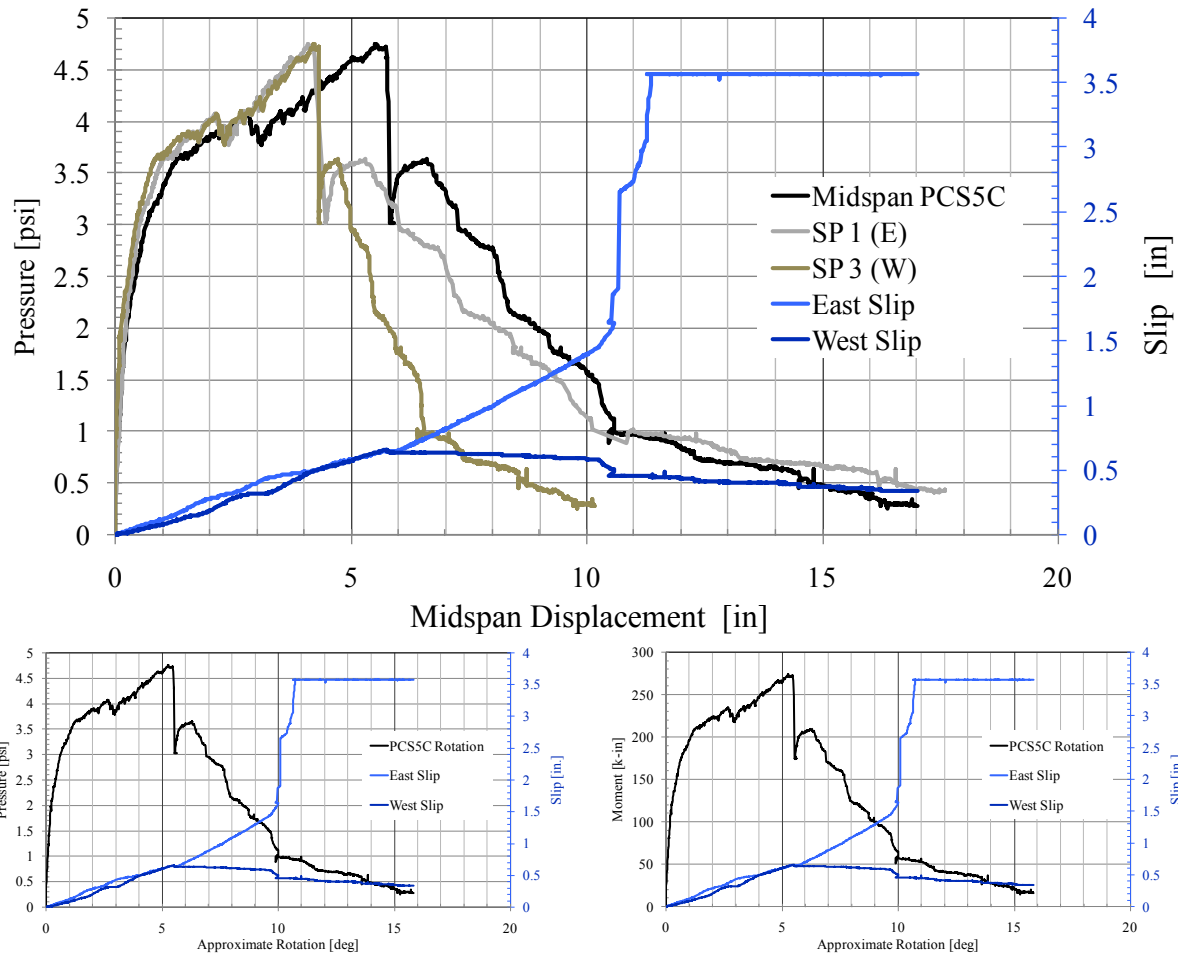 5
4.5
4
3.5
3
2.5
2
1.5
1
0.5
0
Pressure [psi]
0 5 10 15 20
Midspan Displacement [in]
4
3.5
3
2.5
2
1.5
1
0.5
0
Slip [in]
Midspan PCS5C
SP 1 (E)
SP 3 (W)
East Slip
West Slip
5
4.5
4
3.5
3
2.5
2
1.5
1
0.5
0
Pressure [psi]
0 5 10 15 20
Approximate Rotation [deg]
4
3.5
3
2.5
2
1.5
1
0.5
0
Slip [in.]
PCS5C Rotation
East Slip
West Slip
300
250
200
150
100
50
0
Moment [k-in]
0 5 10 15 20
Approximate Rotation [deg]
4
3.5
3
2.5
2
1.5
1
0.5
0
Slip [in.]
PCS5C Rotation
East Slip
West Slip